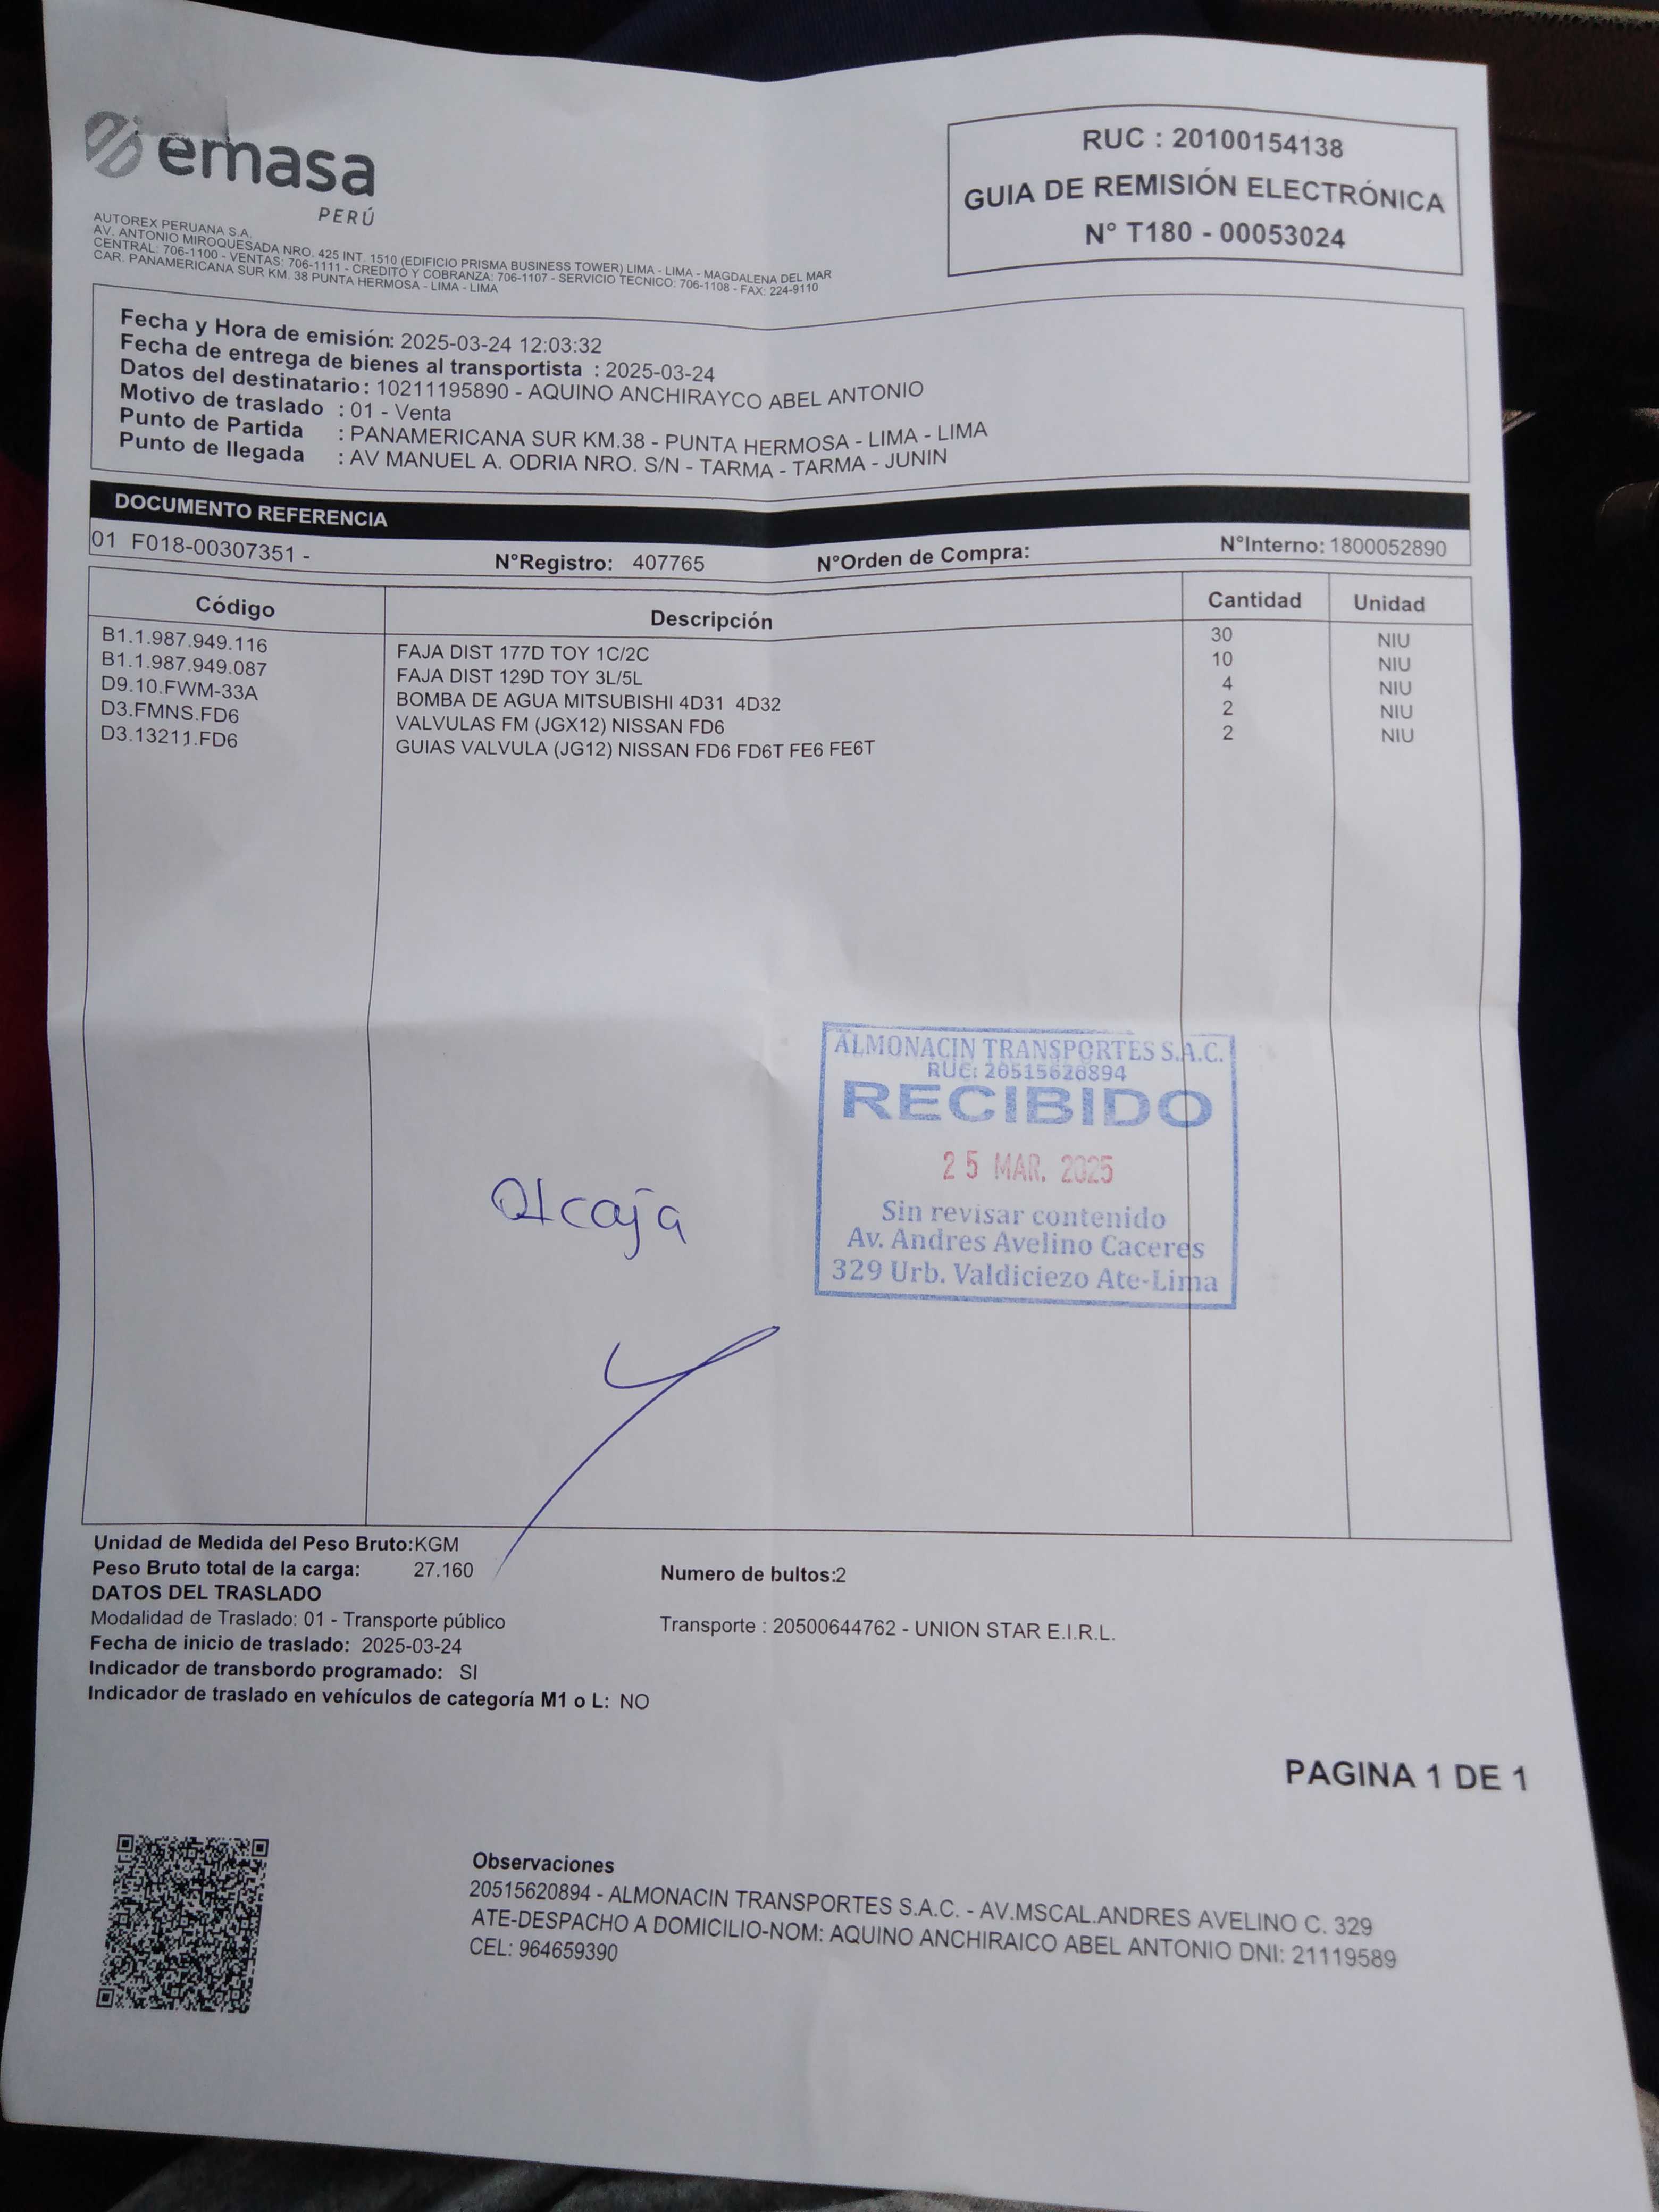 emasa
PERÚ
AUTOREX PERUANA S.A.
AV. ANTONIO MIROQUESADA NRO. 425 INT. 1510 (EDIFICIO PRISMA BUSINESS TOWER) LIMA - LIMA - MAGDALENA DEL MAR
CENTRAL: 706-1100 - VENTAS: 706-1111 - CREDITO Y COBRANZA: 706-1107 - SERVICIO TECNICO: 706-1108 - FAX: 224-9110
CAR. PANAMERICANA SUR KM. 38 PUNTA HERMOSA - LIMA - LIMA
RUC : 20100154138
GUIA DE REMISIÓN ELECTRÓNICA
N° T180 - 00053024
Fecha y Hora de emisión: 2025-03-24 12:03:32
Fecha de entrega de bienes al transportista : 2025-03-24
Datos del destinatario: 10211195890 - AQUINO ANCHIRAYCO ABEL ANTONIO
Motivo de traslado : 01 - Venta
Punto de Partida : PANAMERICANA SUR KM.38 - PUNTA HERMOSA - LIMA - LIMA
Punto de llegada : AV MANUEL A. ODRIA NRO. S/N - TARMA - TARMA - JUNIN
DOCUMENTO REFERENCIA
01 F018-00307351 - N°Registro: 407765 N°Orden de Compra: N°Interno: 1800052890
Código Descripción Cantidad Unidad
B1.1.987.949.116 FAJA DIST 177D TOY 1C/2C 30 NIU
B1.1.987.949.087 FAJA DIST 129D TOY 3L/5L 10 NIU
D9.10.FWM-33A BOMBA DE AGUA MITSUBISHI 4D31 4D32 4 NIU
D3.FMNS.FD6 VALVULAS FM (JGX12) NISSAN FD6 2 NIU
D3.13211.FD6 GUIAS VALVULA (JG12) NISSAN FD6 FD6T FE6 FE6T 2 NIU
ALMONACIN TRANSPORTES S.A.C.
RUC: 20515620894
RECIBIDO
25 MAR. 2025
Sin revisar contenido
Av. Andres Avelino Caceres
329 Urb. Valdiciezo Ate-Lima
01 caja
Unidad de Medida del Peso Bruto:KGM
Peso Bruto total de la carga: 27.160 Numero de bultos:2
DATOS DEL TRASLADO
Modalidad de Traslado: 01 - Transporte público Transporte : 20500644762 - UNION STAR E.I.R.L.
Fecha de inicio de traslado: 2025-03-24
Indicador de transbordo programado: SI
Indicador de traslado en vehículos de categoría M1 o L: NO
PAGINA 1 DE 1
Observaciones
20515620894 - ALMONACIN TRANSPORTES S.A.C. - AV.MSCAL.ANDRES AVELINO C. 329
ATE-DESPACHO A DOMICILIO-NOM: AQUINO ANCHIRAICO ABEL ANTONIO DNI: 21119589
CEL: 964659390